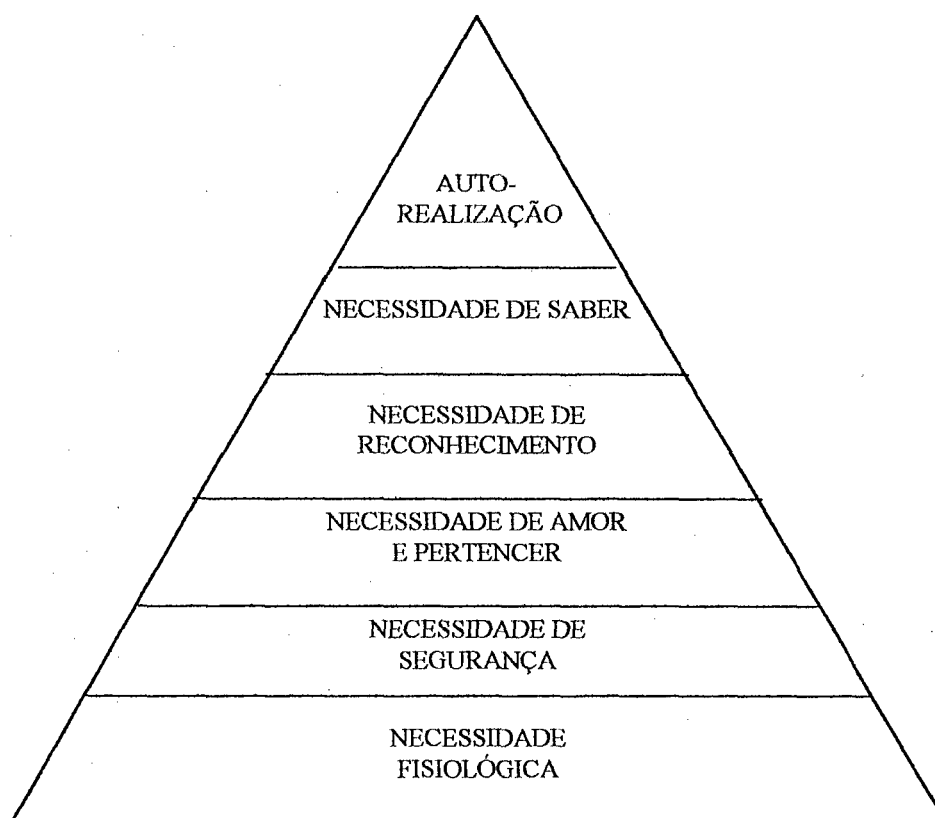 AUTO-
REALIZAÇÃO
NECESSIDADE DE SABER
NECESSIDADE DE
RECONHECIMENTO
NECESSIDADE DE AMOR
E PERTENCER
NECESSIDADE DE
SEGURANÇA
NECESSIDADE
FISIOLÓGICA